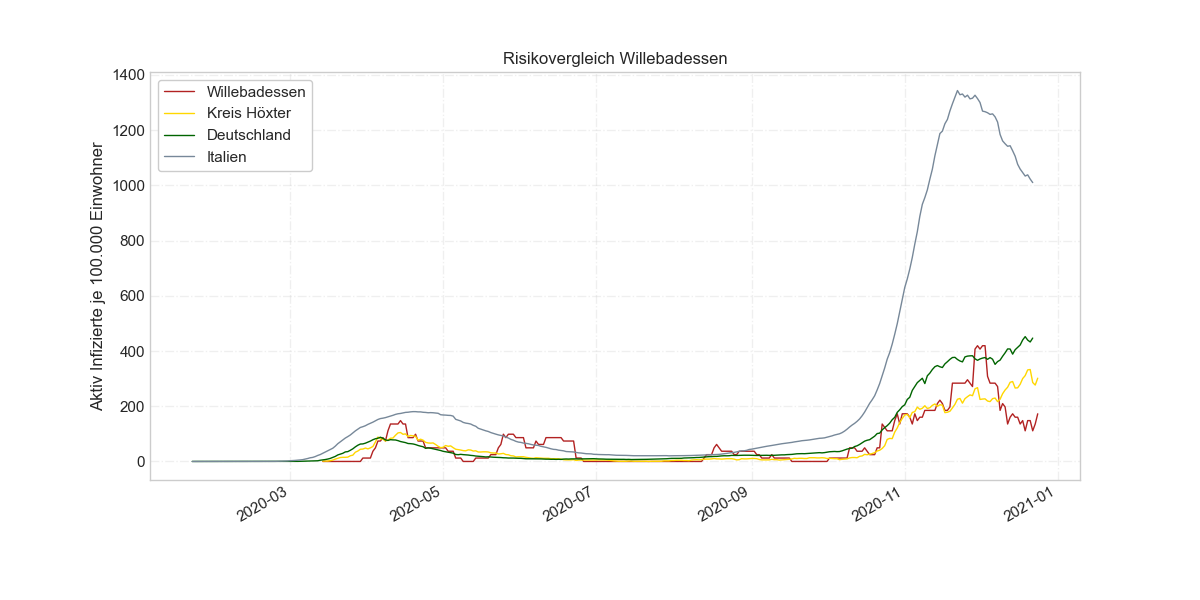 Risikovergleich Willebadessen
Willebadessen
Kreis Höxter
Deutschland
Italien
Aktiv Infizierte je 100.000 Einwohner
1400
1200
1000
800
600
400
200
0
2020-03
2020-05
2020-07
2020-09
2020-11
2021-01